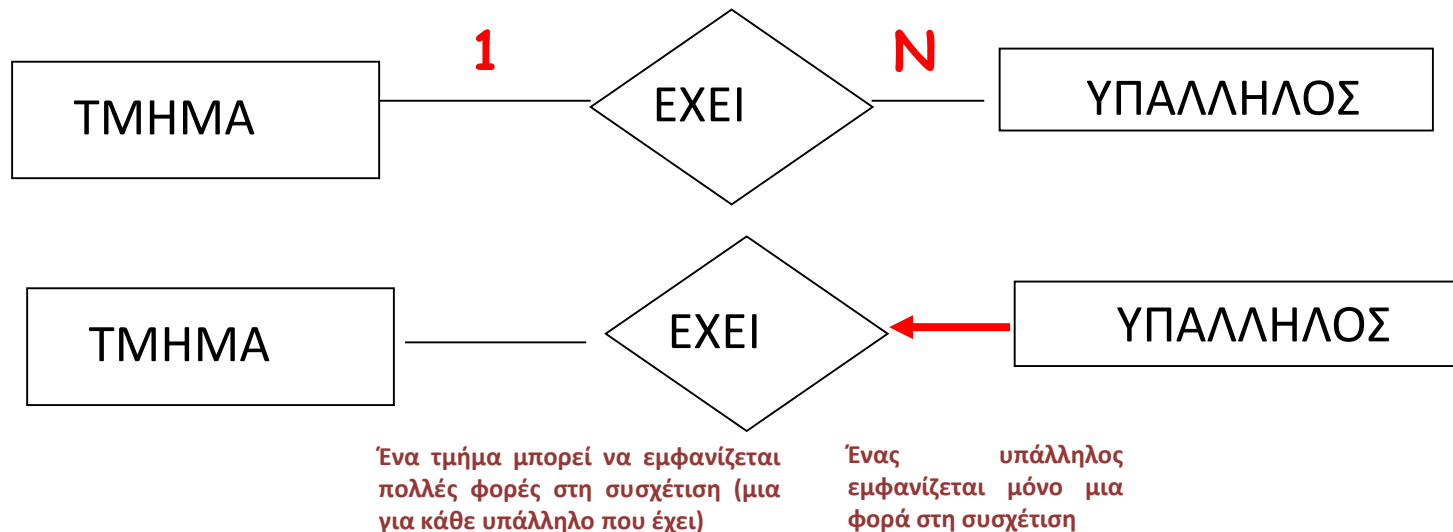 1
N
ΤΜΗΜΑ
ΕΧΕΙ
ΥΠΑΛΛΗΛΟΣ
ΤΜΗΜΑ
ΕΧΕΙ
ΥΠΑΛΛΗΛΟΣ
Ένα τμήμα μπορεί να εμφανίζεται
πολλές φορές στη συσχέτιση (μια
για κάθε υπάλληλο που έχει)
Ένας υπάλληλος
εμφανίζεται μόνο μια
φορά στη συσχέτιση